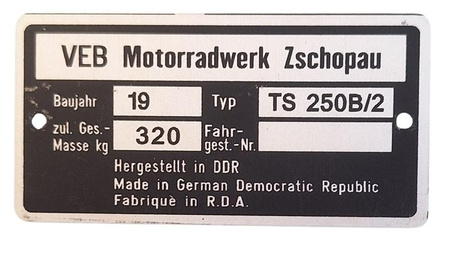 VEB Motorradwerk Zschopau
Baujahr 19 Typ TS 250B/2
zul. Ges.- 320 Fahr-
Masse kg gest.-Nr.
Hergestellt in DDR
Made in German Democratic Republic
Fabriquè in R.D.A.